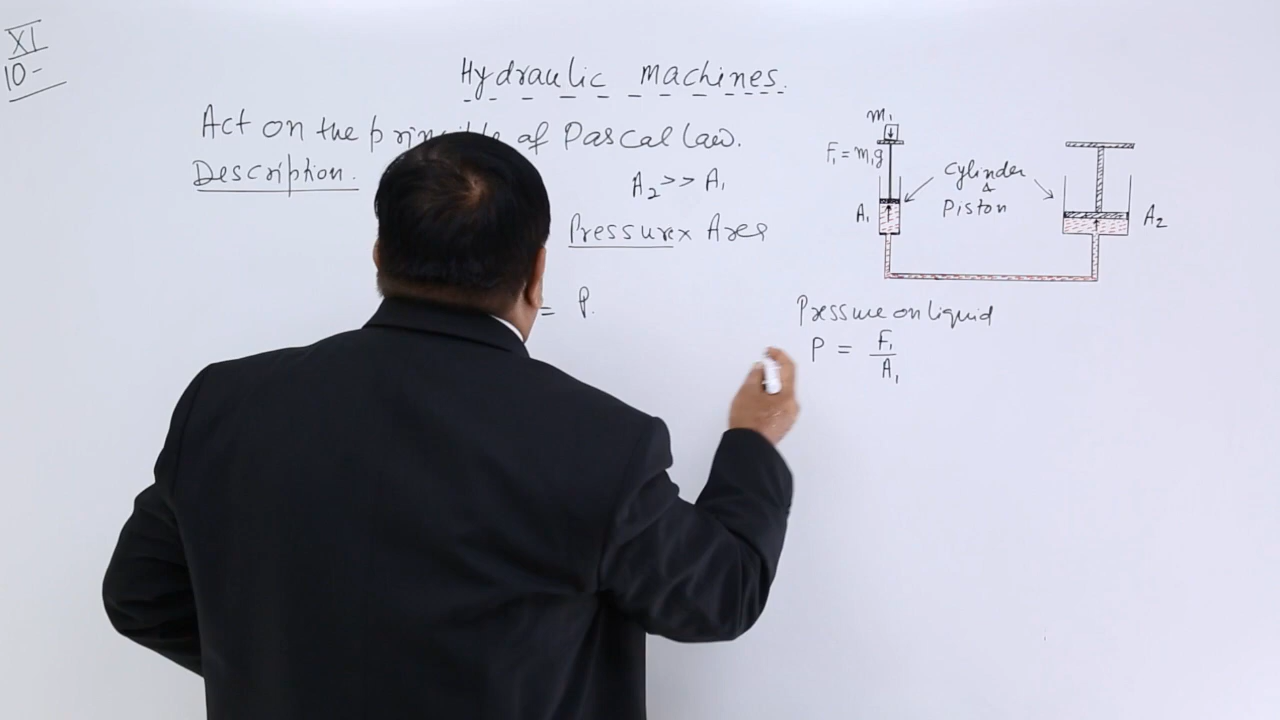 XI
10-
Hydraulic machines.
Act on the principle of Pascal law.
Description.
A₂ >> A₁
Pressure x Area
= P.
m₁
F₁ = m₁g
Cylinder
&
Piston
A₁
A₂
Pressure on liquid
P = F₁/A₁